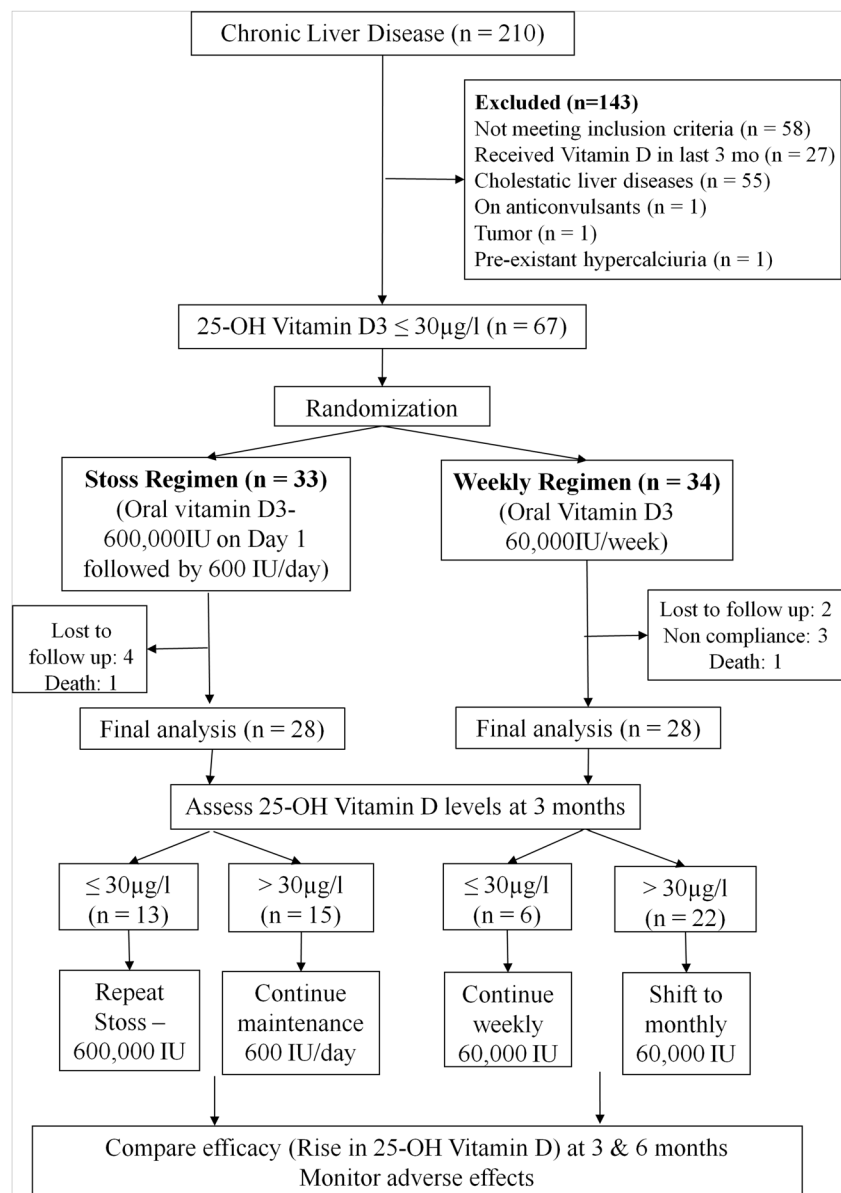 Chronic Liver Disease (n = 210)
Excluded (n=143)
Not meeting inclusion criteria (n = 58)
Received Vitamin D in last 3 mo (n = 27)
Cholestatic liver diseases (n = 55)
On anticonvulsants (n = 1)
Tumor (n = 1)
Pre-existant hypercalciuria (n = 1)
25-OH Vitamin D3 ≤ 30µg/l (n = 67)
Randomization
Stoss Regimen (n = 33)
(Oral vitamin D3-
600,000IU on Day 1
followed by 600 IU/day)
Weekly Regimen (n = 34)
(Oral Vitamin D3
60,000IU/week)
Lost to
follow up: 4
Death: 1
Lost to follow up: 2
Non compliance: 3
Death: 1
Final analysis (n = 28)
Final analysis (n = 28)
Assess 25-OH Vitamin D levels at 3 months
≤ 30µg/l
(n = 13)
> 30µg/l
(n = 15)
≤ 30µg/l
(n = 6)
> 30µg/l
(n = 22)
Repeat
Stoss –
600,000 IU
Continue
maintenance
600 IU/day
Continue
weekly
60,000 IU
Shift to
monthly
60,000 IU
Compare efficacy (Rise in 25-OH Vitamin D) at 3 & 6 months
Monitor adverse effects